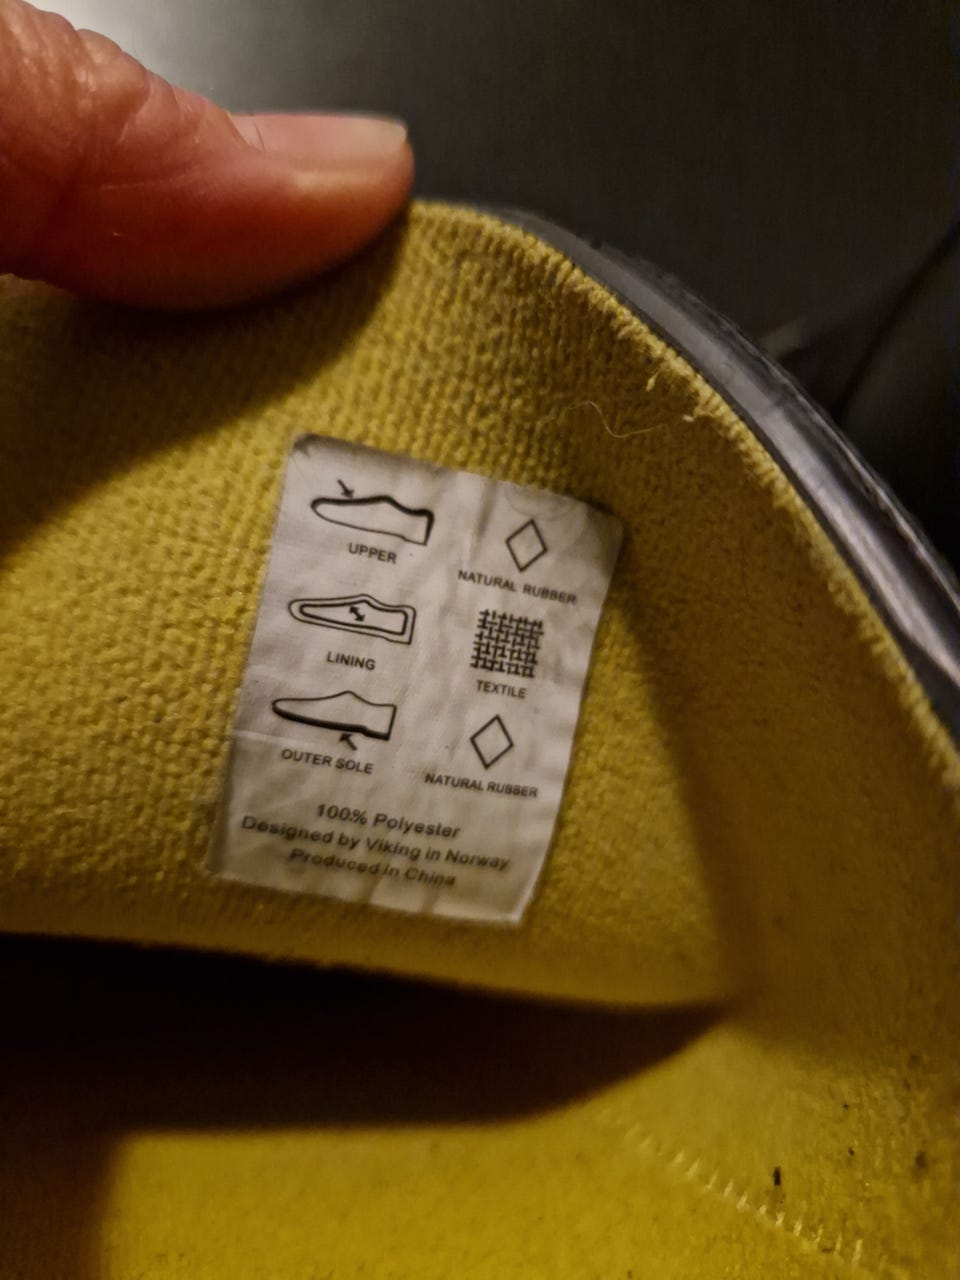 UPPER
NATURAL RUBBER
LINING
TEXTILE
OUTER SOLE
NATURAL RUBBER
100% Polyester
Designed by Viking in Norway
Produced in China